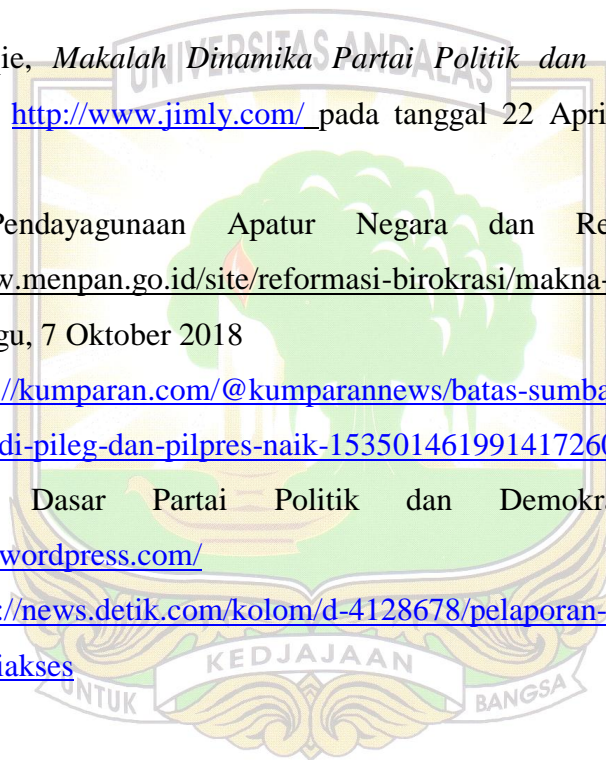 UNIVERSITAS ANDALAS
ie, Makalah Dinamika Partai Politik dan
http://www.jimly.com/ pada tanggal 22 Apri
Pendayagunaan Apatur Negara dan Re
w.menpan.go.id/site/reformasi-birokrasi/makna-
gu, 7 Oktober 2018
://kumparan.com/@kumparannews/batas-sumba
di-pileg-dan-pilpres-naik-153501461991417260
Dasar Partai Politik dan Demokra
wordpress.com/
://news.detik.com/kolom/d-4128678/pelaporan-
iakses
UNTUK KEDJAJAAN BANGSA